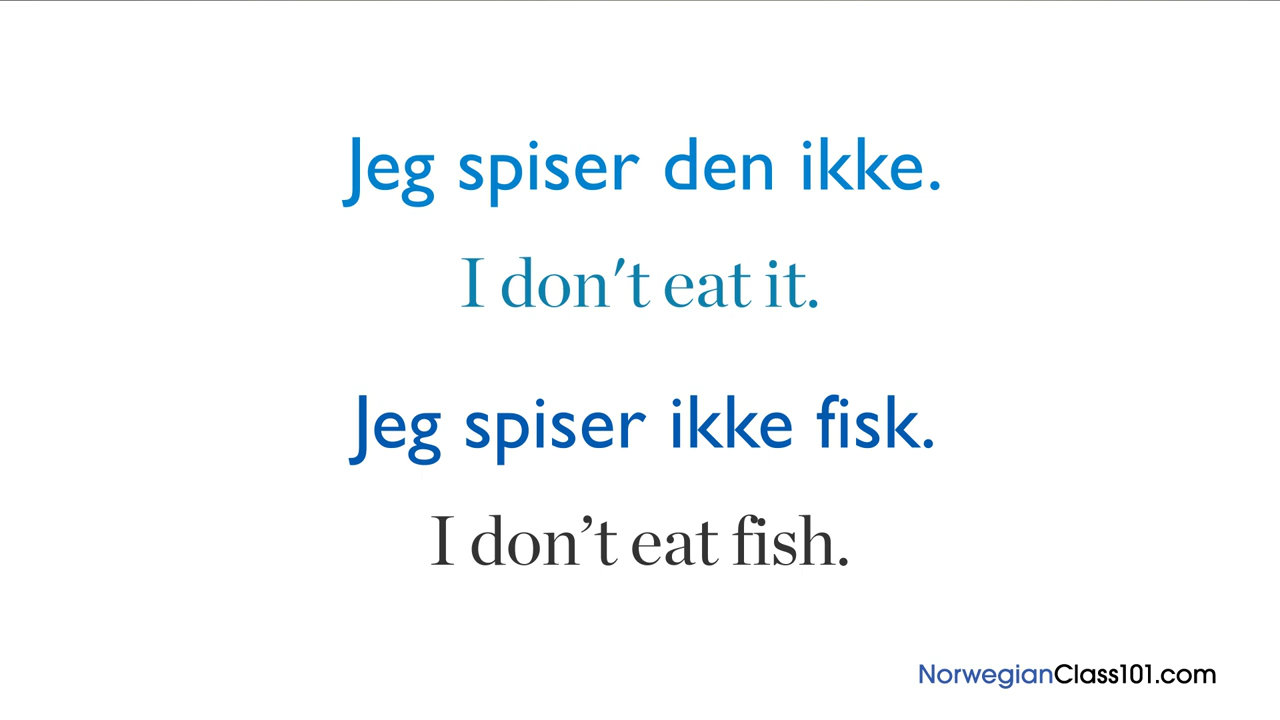 Jeg spiser den ikke.
I don't eat it.
Jeg spiser ikke fisk.
I don’t eat fish.
NorwegianClass101.com